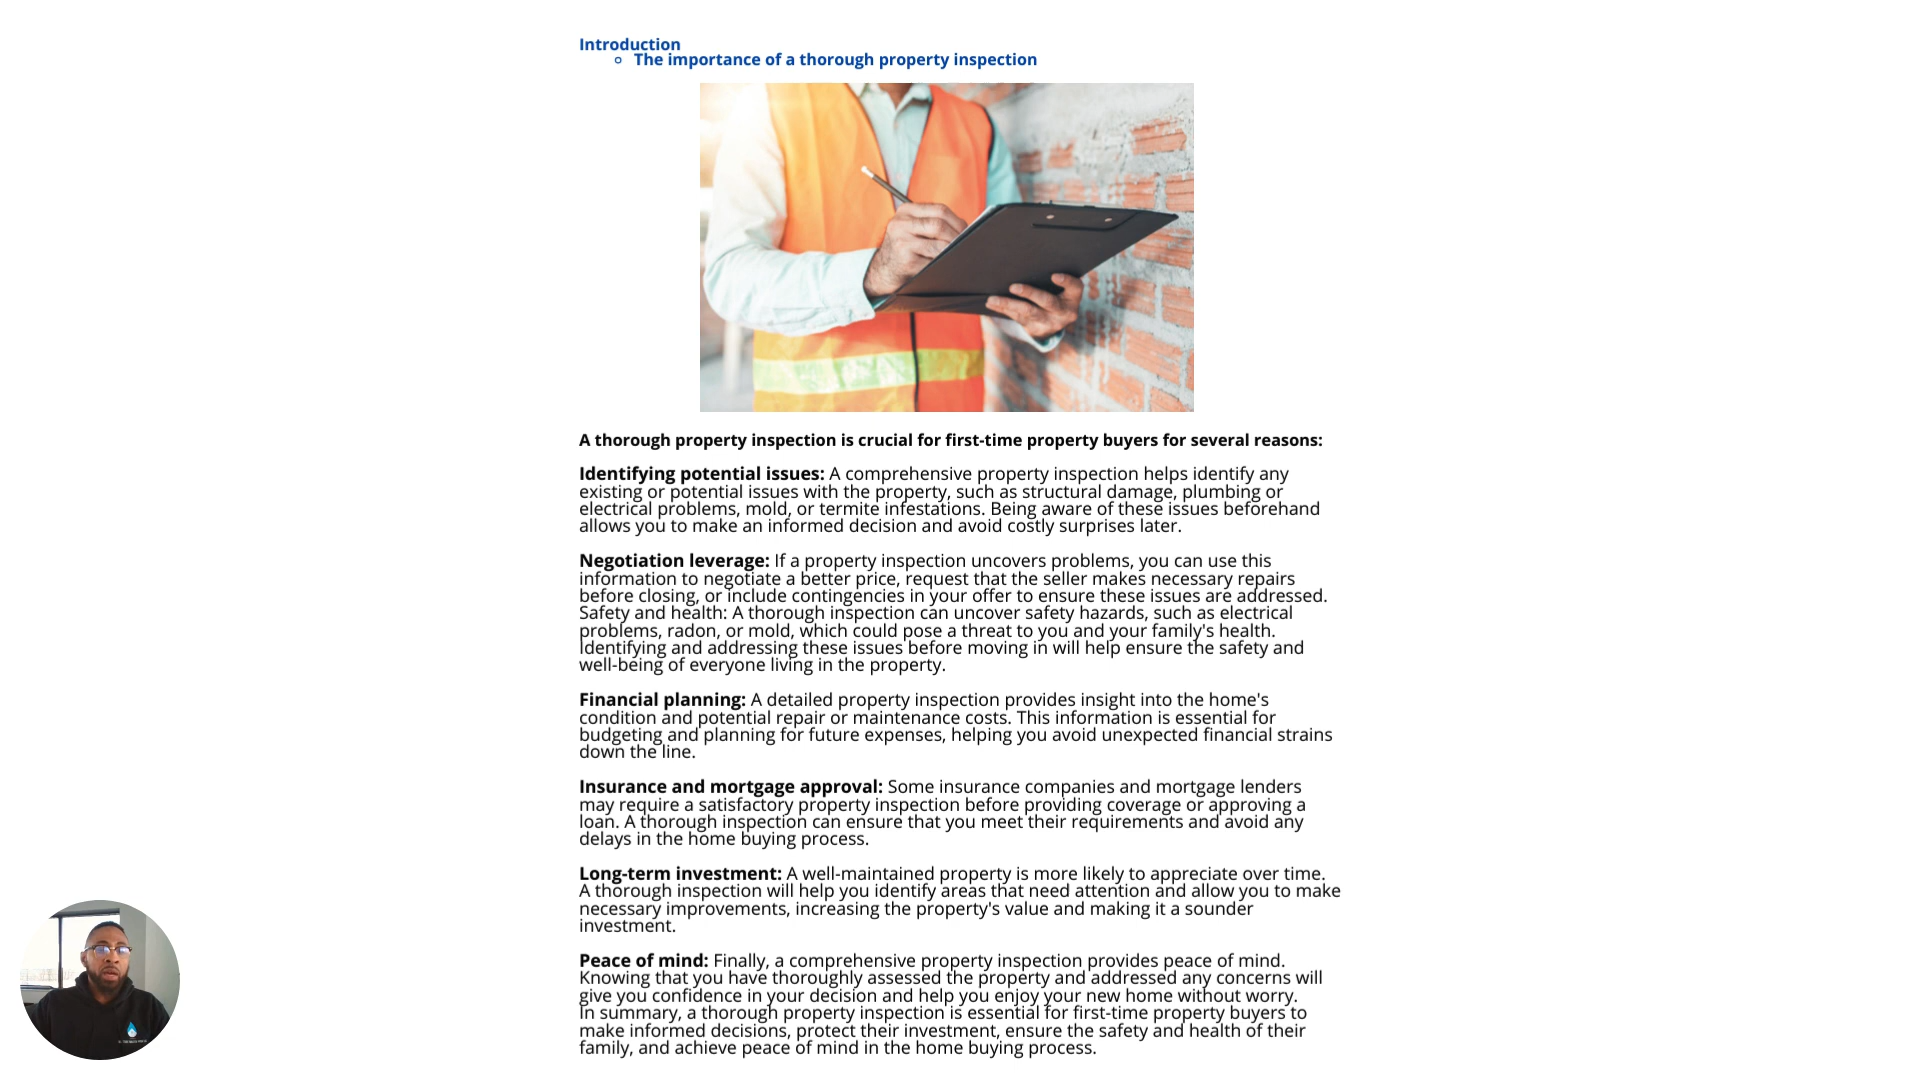 Introduction
The importance of a thorough property inspection
A thorough property inspection is crucial for first-time property buyers for several reasons:
Identifying potential issues: A comprehensive property inspection helps identify any
existing or potential issues with the property, such as structural damage, plumbing or
electrical problems, mold, or termite infestations. Being aware of these issues beforehand
allows you to make an informed decision and avoid costly surprises later.
Negotiation leverage: If a property inspection uncovers problems, you can use this
information to negotiate a better price, request that the seller makes necessary repairs
before closing, or include contingencies in your offer to ensure these issues are addressed.
Safety and health: A thorough inspection can uncover safety hazards, such as electrical
problems, radon, or mold, which could pose a threat to you and your family's health.
Identifying and addressing these issues before moving in will help ensure the safety and
well-being of everyone living in the property.
Financial planning: A detailed property inspection provides insight into the home's
condition and potential repair or maintenance costs. This information is essential for
budgeting and planning for future expenses, helping you avoid unexpected financial strains
down the line.
Insurance and mortgage approval: Some insurance companies and mortgage lenders
may require a satisfactory property inspection before providing coverage or approving a
loan. A thorough inspection can ensure that you meet their requirements and avoid any
delays in the home buying process.
Long-term investment: A well-maintained property is more likely to appreciate over time.
A thorough inspection will help you identify areas that need attention and allow you to make
necessary improvements, increasing the property's value and making it a sounder
investment.
Peace of mind: Finally, a comprehensive property inspection provides peace of mind.
Knowing that you have thoroughly assessed the property and addressed any concerns will
give you confidence in your decision and help you enjoy your new home without worry.
In summary, a thorough property inspection is essential for first-time property buyers to
make informed decisions, protect their investment, ensure the safety and health of their
family, and achieve peace of mind in the home buying process.